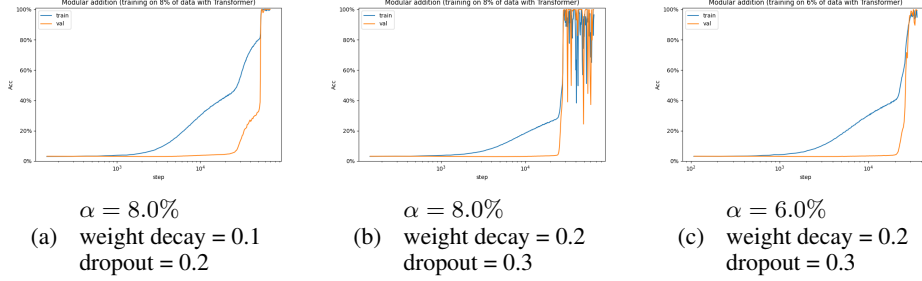 Modular addition (training on 8% of data with Transformer)
train
val
100%
80%
60%
40%
20%
0%
Acc
10³
10⁴
step
Modular addition (training on 8% of data with Transformer)
train
val
100%
80%
60%
40%
20%
0%
Acc
10³
10⁴
step
Modular addition (training on 6% of data with Transformer)
train
val
100%
80%
60%
40%
20%
0%
Acc
10²
10³
10⁴
step
α = 8.0%
(a) weight decay = 0.1
dropout = 0.2
α = 8.0%
(b) weight decay = 0.2
dropout = 0.3
α = 6.0%
(c) weight decay = 0.2
dropout = 0.3